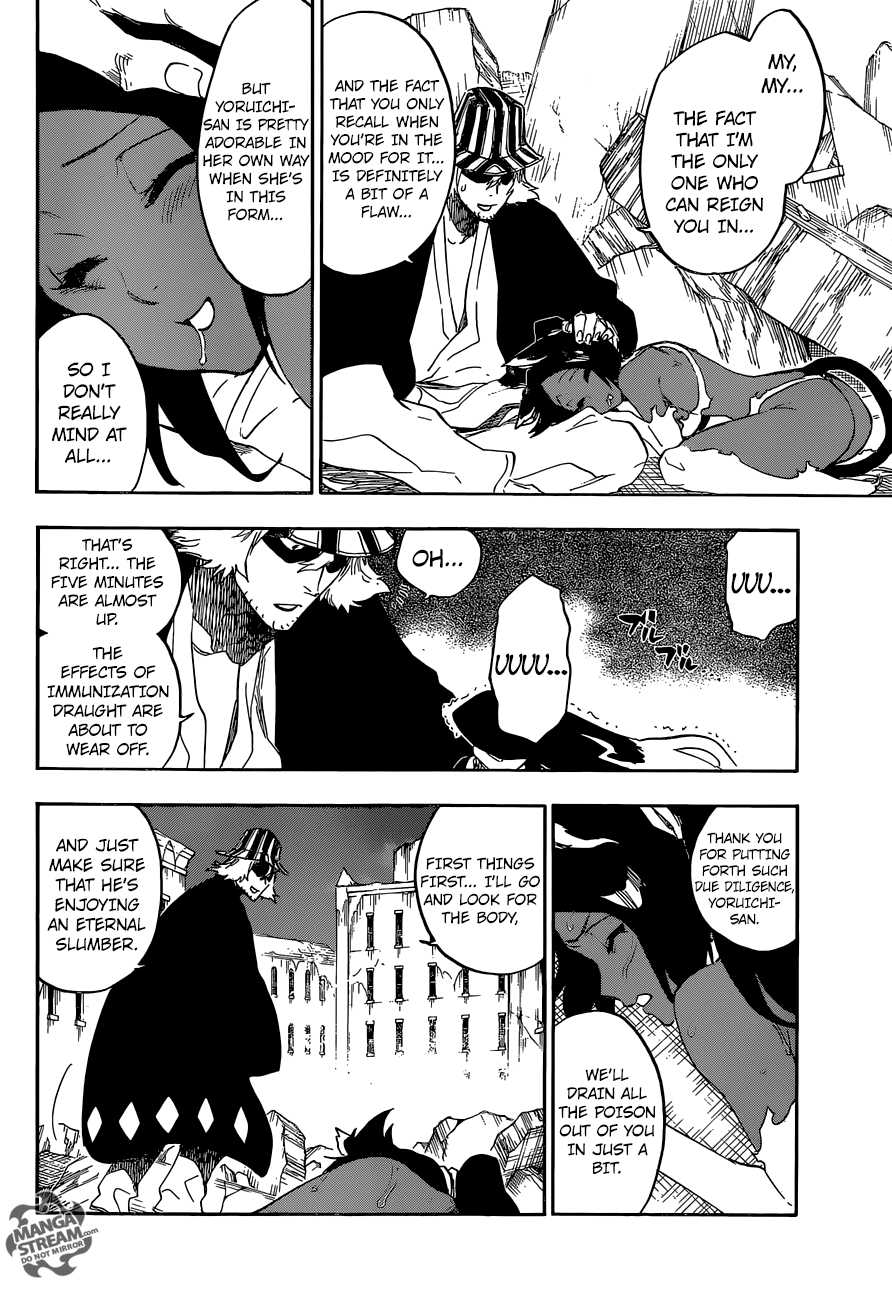 MY,
MY...
THE FACT
THAT I'M
THE ONLY
ONE WHO
CAN REIGN
YOU IN...
AND THE FACT
THAT YOU ONLY
RECALL WHEN
YOU'RE IN THE
MOOD FOR IT...
IS DEFINITELY
A BIT OF A
FLAW...
BUT
YORUICHI-
SAN IS PRETTY
ADORABLE IN
HER OWN WAY
WHEN SHE'S
IN THIS
FORM...
SO I
DON'T
REALLY
MIND AT
ALL...
UUU...
ブル
ブル
UUUU...
OH...
THAT'S
RIGHT... THE
FIVE MINUTES
ARE ALMOST
UP.
THE
EFFECTS OF
IMMUNIZATION
DRAUGHT ARE
ABOUT TO
WEAR OFF.
THANK YOU
FOR PUTTING
FORTH SUCH
DUE DILIGENCE,
YORUICHI-
SAN.
WE'LL
DRAIN ALL
THE POISON
OUT OF YOU
IN JUST A
BIT.
FIRST THINGS
FIRST... I'LL GO
AND LOOK FOR
THE BODY,
AND JUST
MAKE SURE
THAT HE'S
ENJOYING
AN ETERNAL
SLUMBER.
MANGA
STREAM.com
DO NOT MIRROR